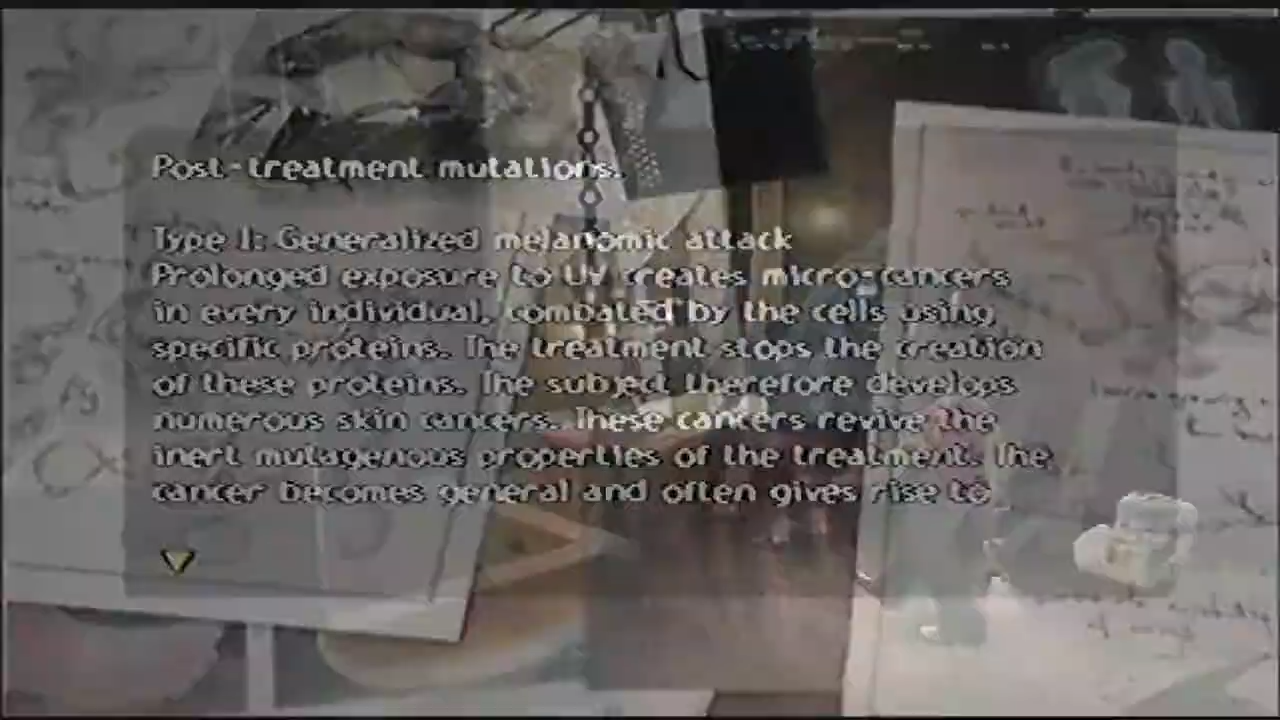 Post-treatment mutations.
Type 1: Generalized melanomic attack
Prolonged exposure to UV creates micro-cancers
in every individual, combated by the cells using
specific proteins. The treatment stops the creation
of these proteins. The subject therefore develops
numerous skin cancers. These cancers revive the
inert mutagenous properties of the treatment. The
cancer becomes general and often gives rise to